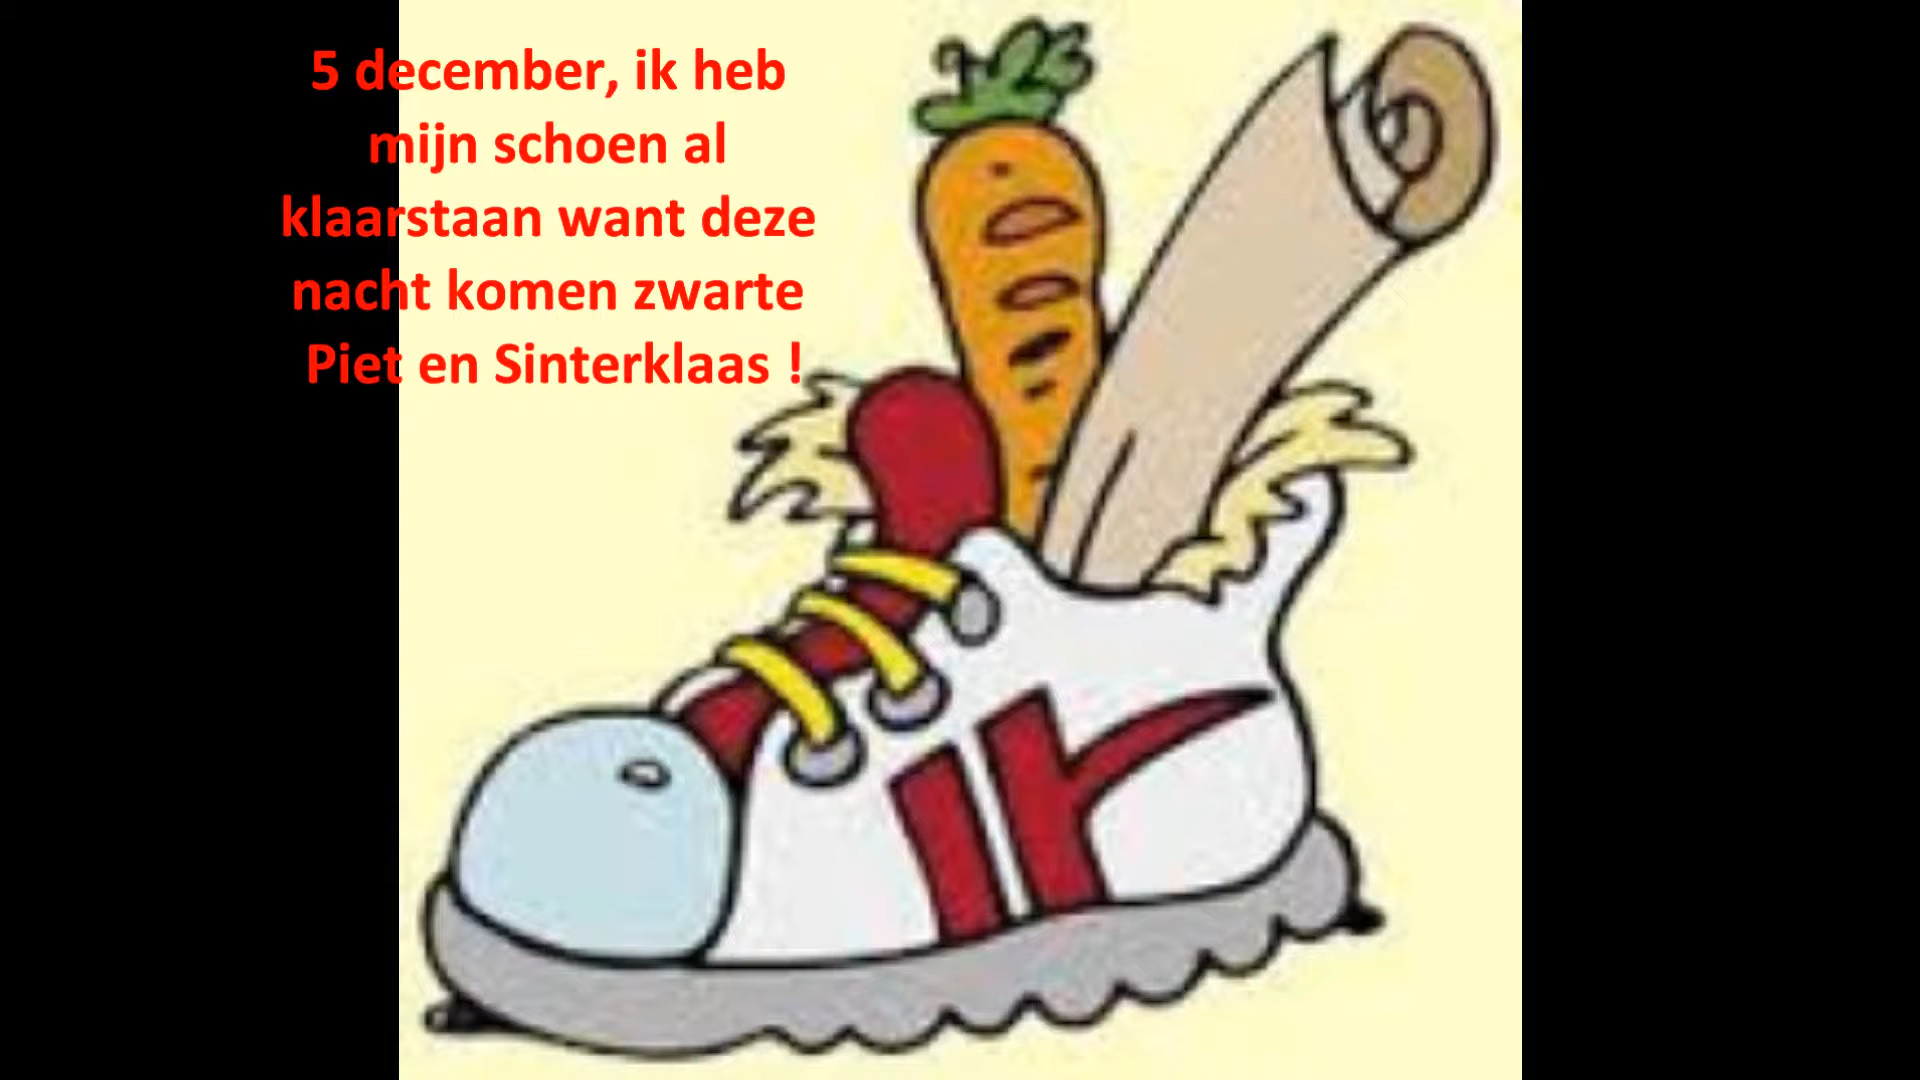 5 december, ik heb
mijn schoen al
klaarstaan want deze
nacht komen zwarte
Piet en Sinterklaas !